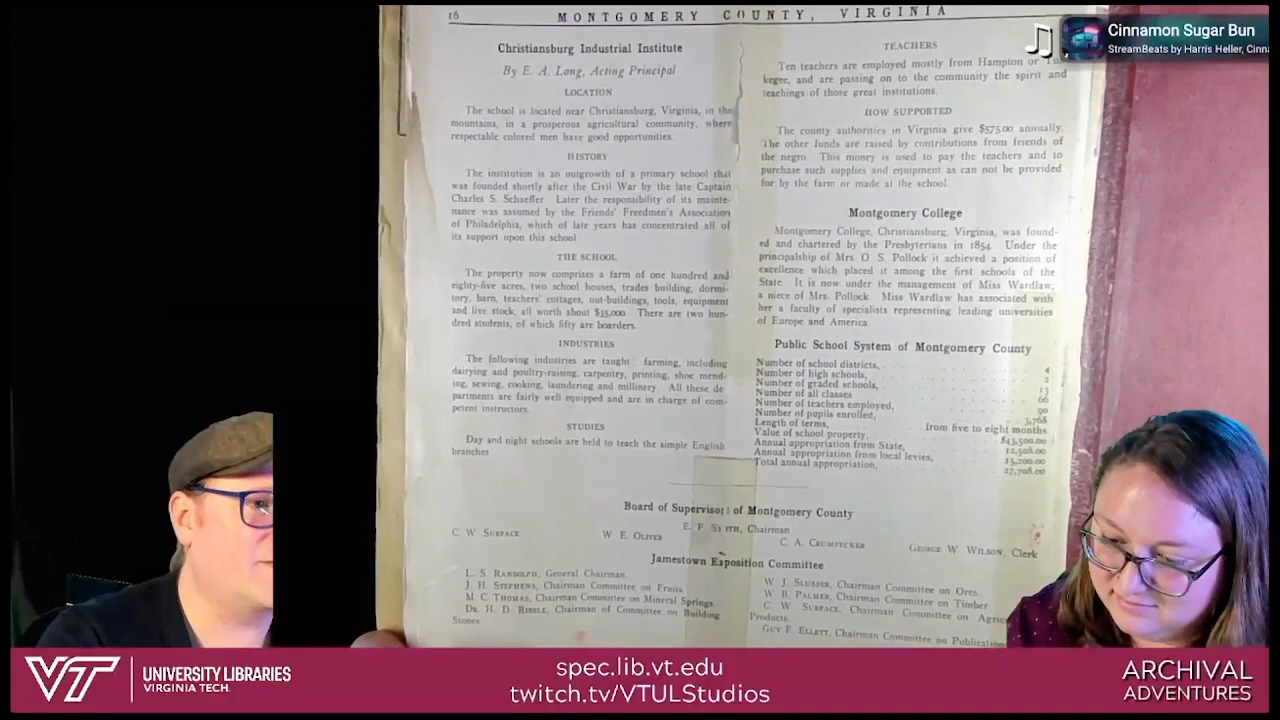 16 MONTGOMERY COUNTY, VIRGINIA
Christiansburg Industrial Institute
By E. A. Long, Acting Principal
LOCATION
The school is located near Christiansburg, Virginia, in the
mountains, in a prosperous agricultural community, where
respectable colored men have good opportunities.
HISTORY
The institution is an outgrowth of a primary school that
was founded shortly after the Civil War by the late Captain
Charles S. Schaeffer. Later the responsibility of its mainte-
nance was assumed by the Friends' Freedmen's Association
of Philadelphia, which of late years has concentrated all of
its support upon this school
THE SCHOOL
The property now comprises a farm of one hundred and
eighty-five acres, two school houses, trades building, dormi-
tory, barn, teachers' cottages, out-buildings, tools, equipment
and live stock, all worth about $35,000. There are two hun-
dred students, of which fifty are boarders.
INDUSTRIES
The following industries are taught: farming, including
dairying and poultry-raising, carpentry, printing, shoe mend-
ing, sewing, cooking, laundering and millinery. All these de-
partments are fairly well equipped and are in charge of com-
petent instructors.
STUDIES
Day and night schools are held to teach the simple English
branches
TEACHERS
Ten teachers are employed mostly from Hampton or Tus-
kegee, and are passing on to the community the spirit and
teachings of those great institutions.
HOW SUPPORTED
The county authorities in Virginia give $575.00 annually.
The other funds are raised by contributions from friends of
the negro. This money is used to pay the teachers and to
purchase such supplies and equipment as can not be provided
for by the farm or made at the school.
Montgomery College
Montgomery College, Christiansburg, Virginia, was found-
ed and chartered by the Presbyterians in 1854. Under the
principalship of Mrs. O. S. Pollock it achieved a position of
excellence which placed it among the first schools of the
State. It is now under the management of Miss Wardlaw,
a niece of Mrs. Pollock. Miss Wardlaw has associated with
her a faculty of specialists representing leading universities
of Europe and America.
Public School System of Montgomery County
Number of school districts, 4
Number of high schools, 2
Number of graded schools, 13
Number of all classes 66
Number of teachers employed, 90
Number of pupils enrolled, 3,768
Length of terms, from five to eight months
Value of school property, $43,500.00
Annual appropriation from State, 12,508.00
Annual appropriation from local levies, 15,200.00
Total annual appropriation, 27,708.00
Board of Supervisors of Montgomery County
E. F. Smith, Chairman
C. W. Surface W. E. Oliver C. A. Crumpecker George W. Wilson, Clerk
Jamestown Exposition Committee
L. S. Randolph, General Chairman
J. H. Stephens, Chairman Committee on Fruits.
M. C. Thomas, Chairman Committee on Mineral Springs.
Dr. H. D. Ribble, Chairman of Committee on Building
Stones
W. J. Slusser, Chairman Committee on Ores.
W. B. Palmer, Chairman Committee on Timber
C. W. Surface, Chairman Committee on Agric
Products.
Guy F. Ellett, Chairman Committee on Publication
Cinnamon Sugar Bun
StreamBeats by Harris Heller, Cinna
VT UNIVERSITY LIBRARIES
VIRGINIA TECH.
spec.lib.vt.edu
twitch.tv/VTULStudios
ARCHIVAL
ADVENTURES